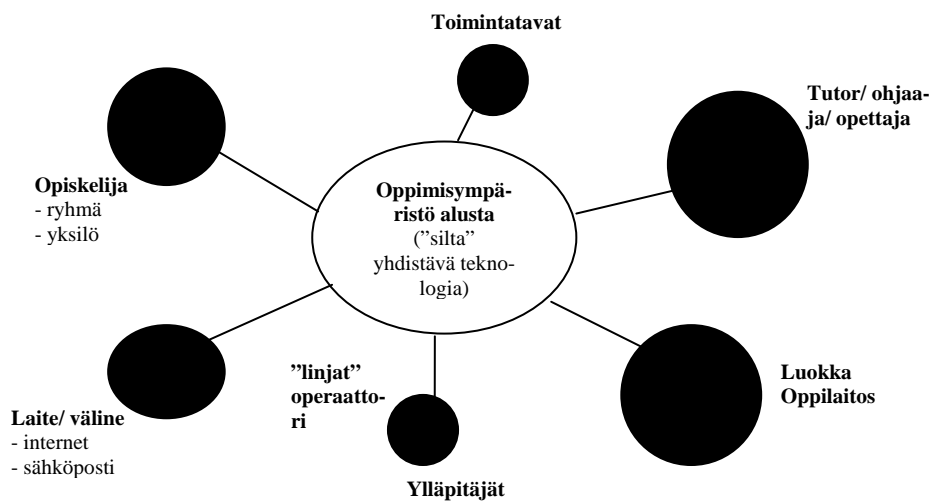 Toimintatavat
Tutor/ ohjaa-
ja/ opettaja
Opiskelija
- ryhmä
- yksilö
Oppimisympä-
ristö alusta
(”silta”
yhdistävä tekno-
logia)
”linjat”
operaatto-
ri
Luokka
Oppilaitos
Laite/ väline
- internet
- sähköposti
Ylläpitäjät